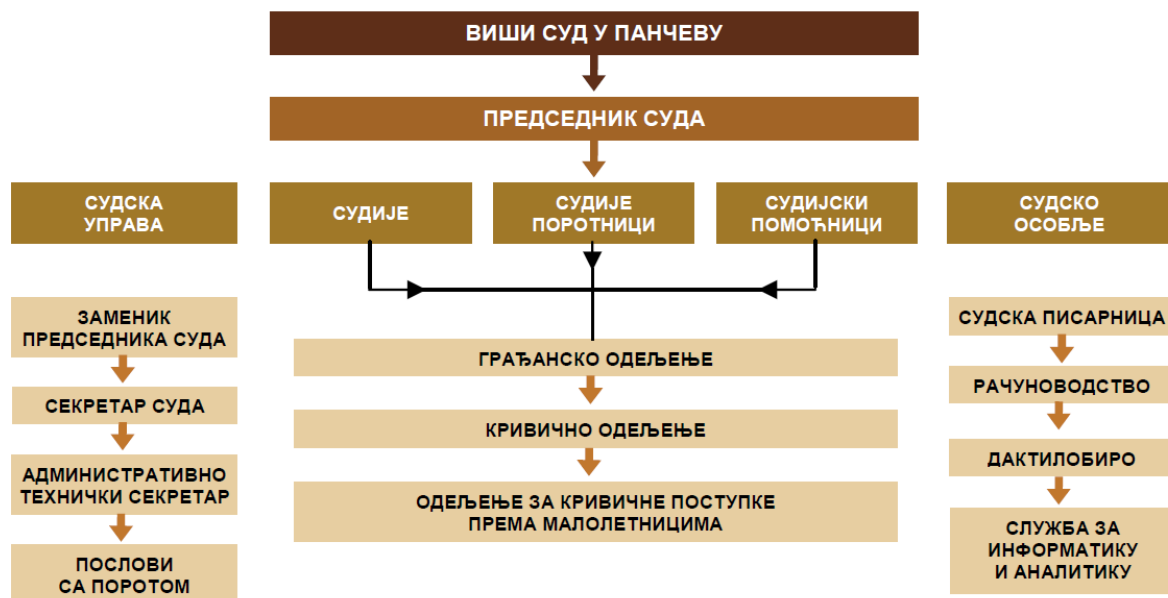 ВИШИ СУД У ПАНЧЕВУ
ПРЕДСЕДНИК СУДА
СУДСКА
УПРАВА
СУДИЈЕ
СУДИЈЕ
ПОРОТНИЦИ
СУДИЈСКИ
ПОМОЋНИЦИ
СУДСКО
ОСОБЉЕ
ЗАМЕНИК
ПРЕДСЕДНИКА СУДА
СЕКРЕТАР СУДА
АДМИНИСТРАТИВНО
ТЕХНИЧКИ СЕКРЕТАР
ПОСЛОВИ
СА ПОРОТОМ
ГРАЂАНСКО ОДЕЉЕЊЕ
КРИВИЧНО ОДЕЉЕЊЕ
ОДЕЉЕЊЕ ЗА КРИВИЧНЕ ПОСТУПКЕ
ПРЕМА МАЛОЛЕТНИЦИМА
СУДСКА ПИСАРНИЦА
РАЧУНОВОДСТВО
ДАКТИЛОБИРО
СЛУЖБА ЗА
ИНФОРМАТИКУ
И АНАЛИТИКУ